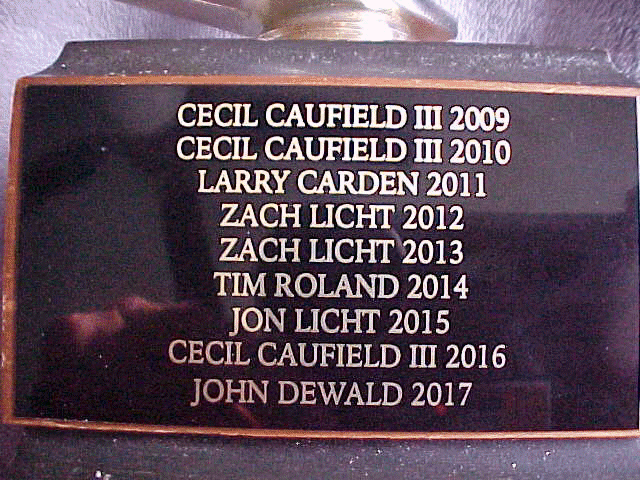 CECIL CAUFIELD III 2009
CECIL CAUFIELD III 2010
LARRY CARDEN 2011
ZACH LICHT 2012
ZACH LICHT 2013
TIM ROLAND 2014
JON LICHT 2015
CECIL CAUFIELD III 2016
JOHN DEWALD 2017